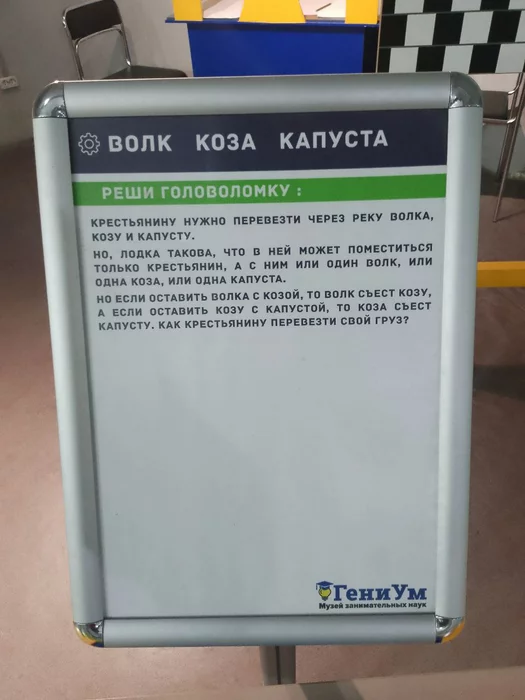 ВОЛК КОЗА КАПУСТА
РЕШИ ГОЛОВОЛОМКУ :
КРЕСТЬЯНИНУ НУЖНО ПЕРЕВЕЗТИ ЧЕРЕЗ РЕКУ ВОЛКА,
КОЗУ И КАПУСТУ.
НО, ЛОДКА ТАКОВА, ЧТО В НЕЙ МОЖЕТ ПОМЕСТИТЬСЯ
ТОЛЬКО КРЕСТЬЯНИН, А С НИМ ИЛИ ОДИН ВОЛК, ИЛИ
ОДНА КОЗА, ИЛИ ОДНА КАПУСТА.
НО ЕСЛИ ОСТАВИТЬ ВОЛКА С КОЗОЙ, ТО ВОЛК СЪЕСТ КОЗУ,
А ЕСЛИ ОСТАВИТЬ КОЗУ С КАПУСТОЙ, ТО КОЗА СЪЕСТ
КАПУСТУ. КАК КРЕСТЬЯНИНУ ПЕРЕВЕЗТИ СВОЙ ГРУЗ?
ГениУм
Музей занимательных наук